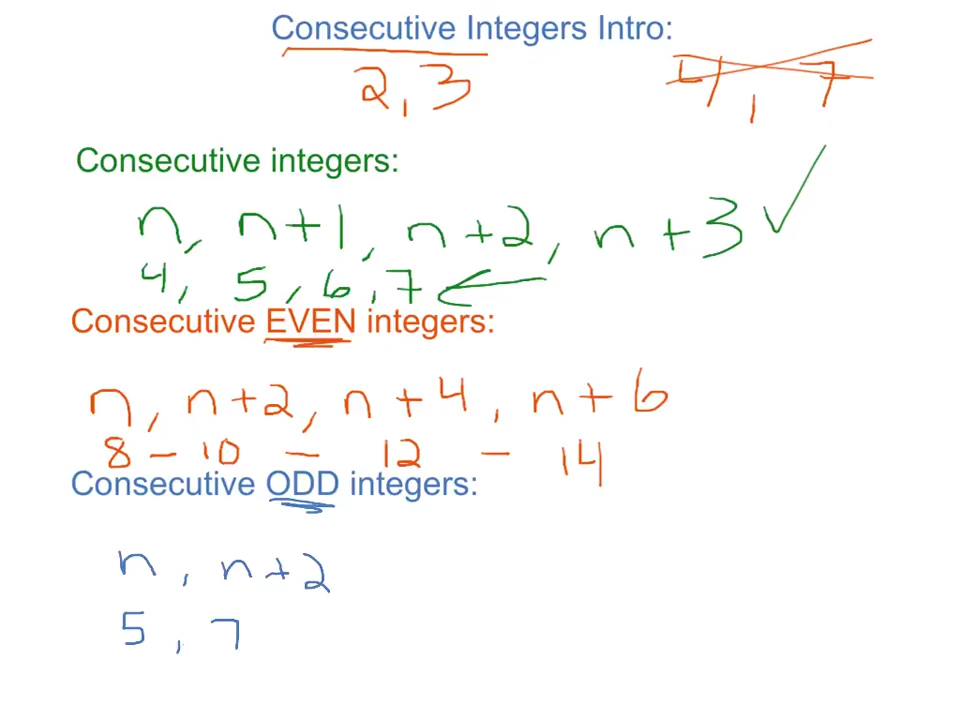 Consecutive Integers Intro:
2, 3 4, 7
Consecutive integers:
n, n+1, n+2, n+3 ✓
4, 5, 6, 7 ←
Consecutive EVEN integers:
n, n+2, n+4, n+6
8 - 10 - 12 - 14
Consecutive ODD integers:
n, n+2
5, 7